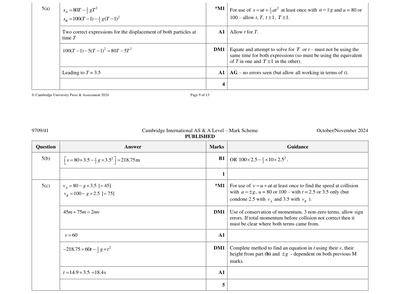 5(a)
s_A = 80T − ½gT²
s_B = 100(T−1) − ½g(T−1)²
*M1
For use of s = ut + ½at² at least once with a = ±g and u = 80 or 100 – allow t, T, t±1, T±1.
Two correct expressions for the displacement of both particles at time T
A1
Allow t for T.
100(T−1) − 5(T−1)² = 80T − 5T²
DM1
Equate and attempt to solve for T or t – must not be using the same time for both expressions (so must be using the equivalent of T in one and T±1 in the other).
Leading to T = 3.5
A1
AG – no errors seen (but allow all working in terms of t).
4
© Cambridge University Press & Assessment 2024
Page 9 of 13
9709/41
Cambridge International AS & A Level – Mark Scheme
PUBLISHED
October/November 2024
Question
Answer
Marks
Guidance
5(b)
[s = 80×3.5 − ½g×3.5² =] 218.75m
B1
OR 100×2.5 − ½×10×2.5².
1
5(c)
v_A = 80 − g×3.5 [= 45]
v_B = 100 − g×2.5 [= 75]
*M1
For use of v = u + at at least once to find the speed at collision with a = ±g, u = 80 or 100 – with t = 2.5 or 3.5 only (but condone 2.5 with v_A and 3.5 with v_B).
45m + 75m = 2mv
DM1
Use of conservation of momentum, 3 non-zero terms, allow sign errors. If total momentum before collision not correct then it must be clear where both terms came from.
v = 60
A1
−218.75 = 60t − ½g×t²
DM1
Complete method to find an equation in t using their v, their height from part (b) and ±g - dependent on both previous M marks.
t = 14.9 + 3.5 = 18.4s
A1
5